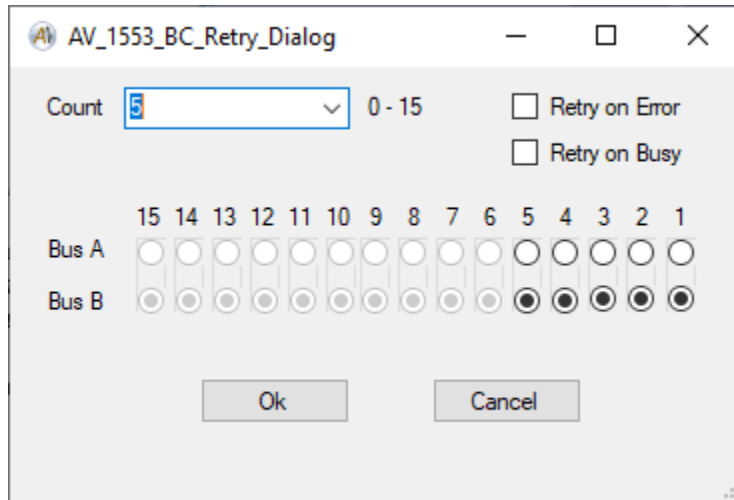 AV_1553_BC_Retry_Dialog
Count 5 0 - 15 Retry on Error
Retry on Busy
15 14 13 12 11 10 9 8 7 6 5 4 3 2 1
Bus A
Bus B
Ok Cancel